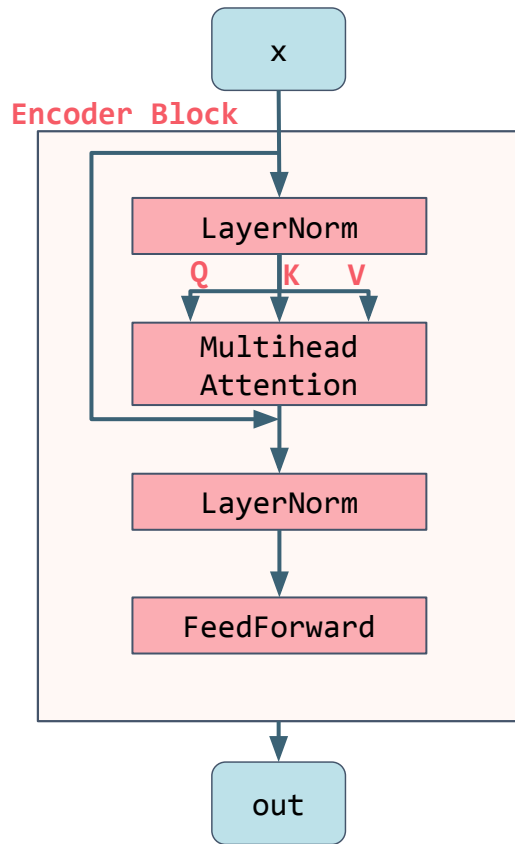 x
Encoder Block
LayerNorm
Q K V
Multihead
Attention
LayerNorm
FeedForward
out